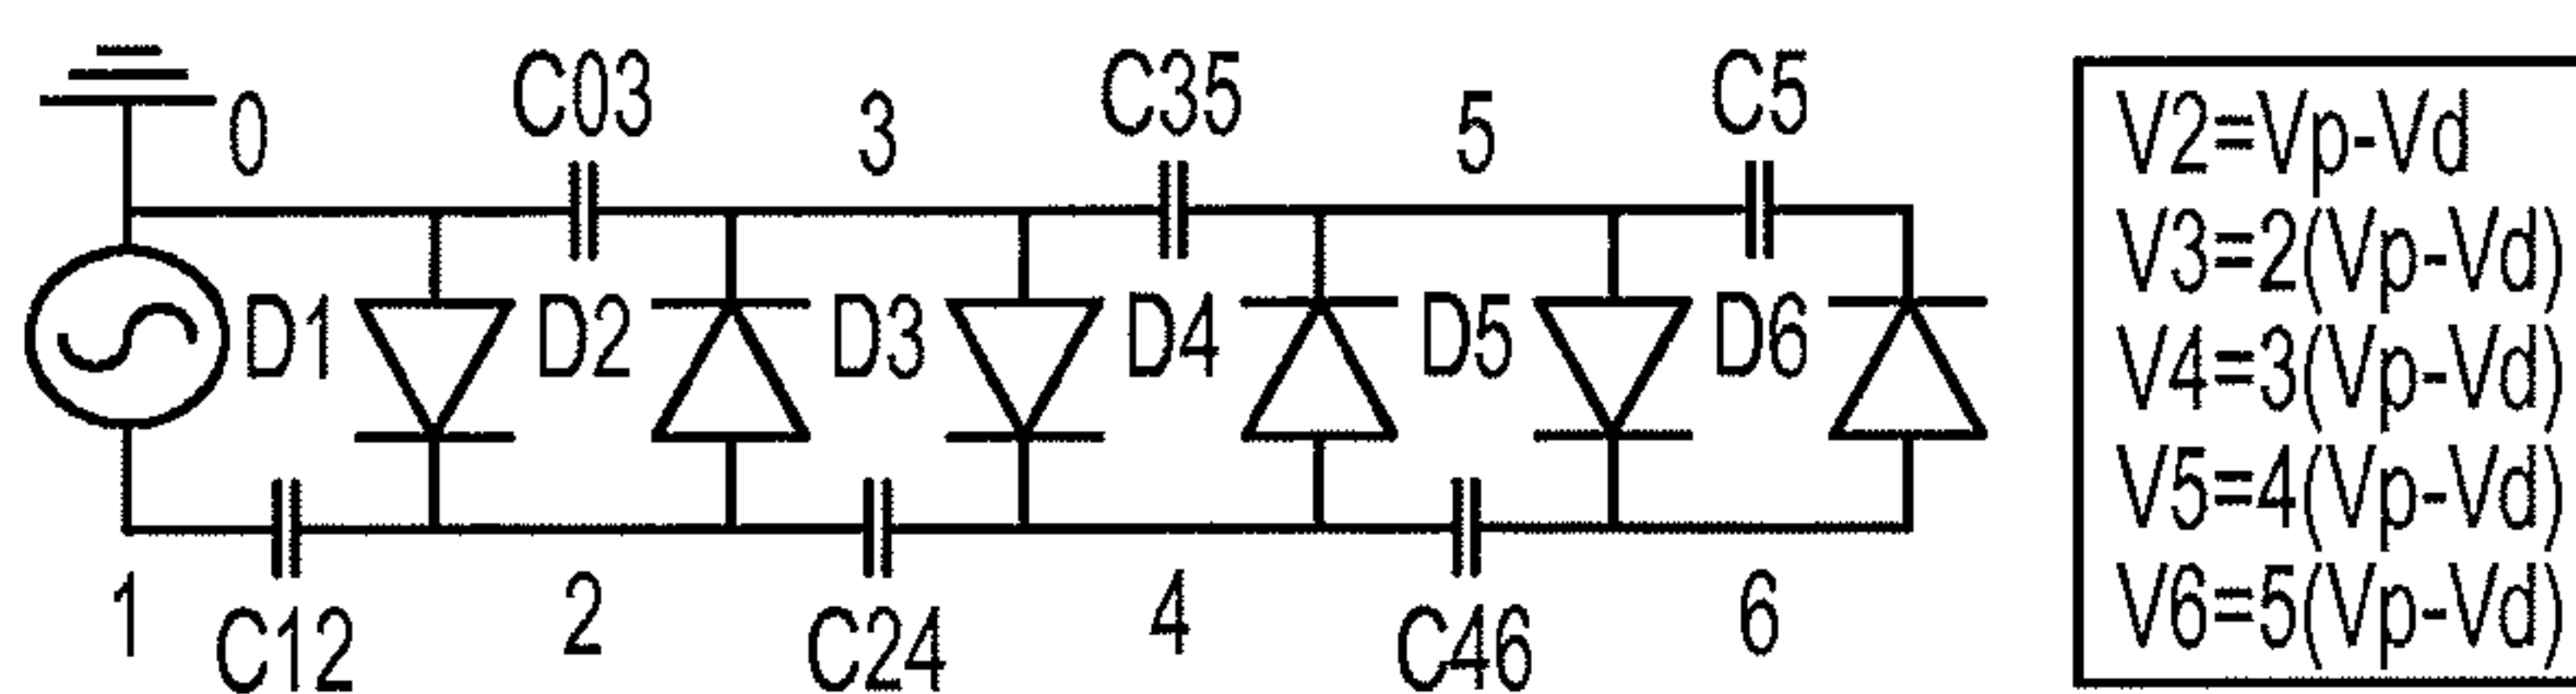 0
C03
3
C35
5
C5
D1
D2
D3
D4
D5
D6
1
C12
2
C24
4
C46
6
V2=Vp-Vd
V3=2(Vp-Vd)
V4=3(Vp-Vd)
V5=4(Vp-Vd)
V6=5(Vp-Vd)